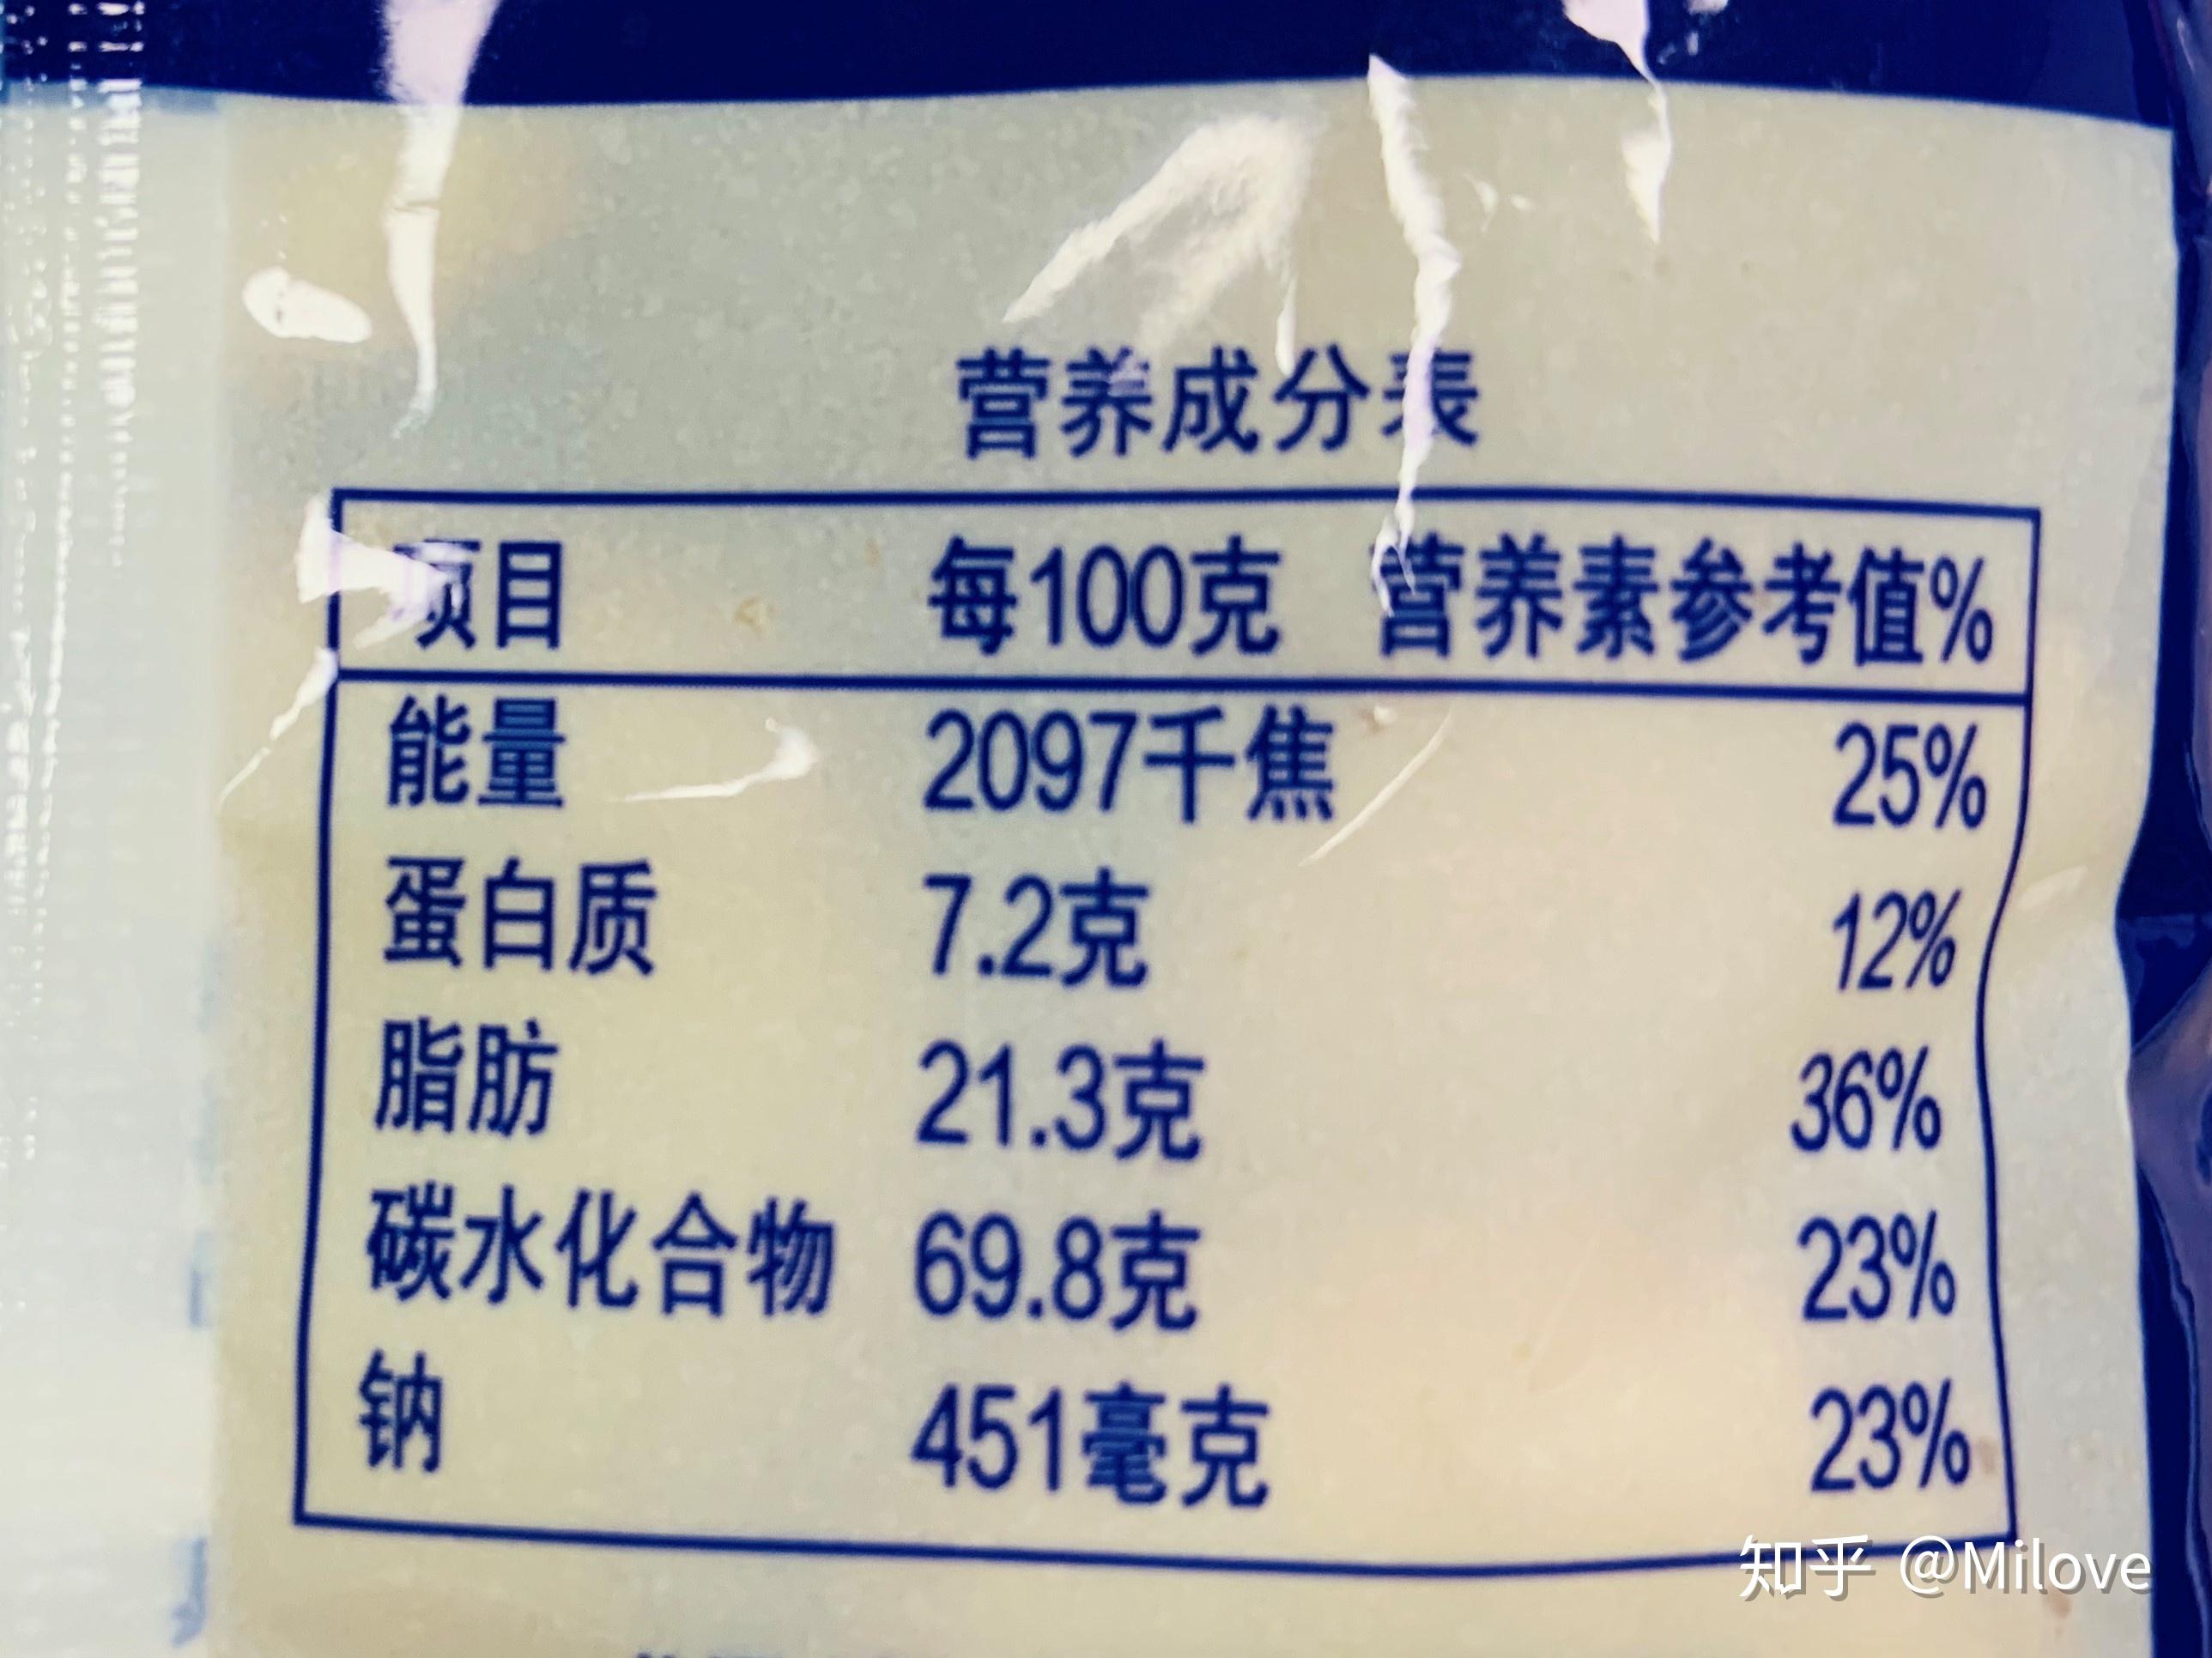 营养成分表
项目 每100克 营养素参考值%
能量 2097千焦 25%
蛋白质 7.2克 12%
脂肪 21.3克 36%
碳水化合物 69.8克 23%
钠 451毫克 23%
知乎 @Milove